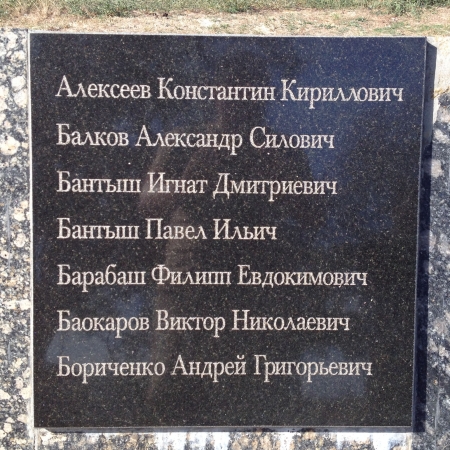 Алексеев Константин Кириллович
Балков Александр Силович
Бантыш Игнат Дмитриевич
Бантыш Павел Ильич
Барабаш Филипп Евдокимович
Баокаров Виктор Николаевич
Бориченко Андрей Григорьевич